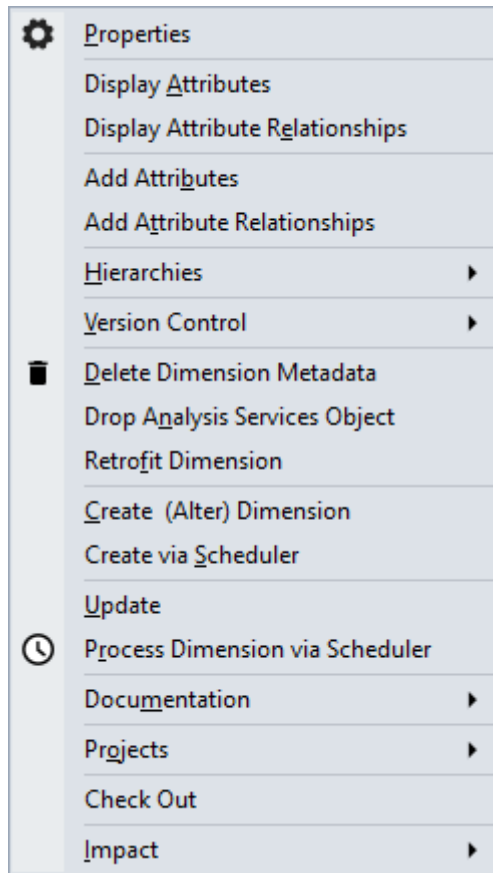 Properties
Display Attributes
Display Attribute Relationships
Add Attributes
Add Attribute Relationships
Hierarchies
Version Control
Delete Dimension Metadata
Drop Analysis Services Object
Retrofit Dimension
Create  (Alter) Dimension
Create via Scheduler
Update
Process Dimension via Scheduler
Documentation
Projects
Check Out
Impact